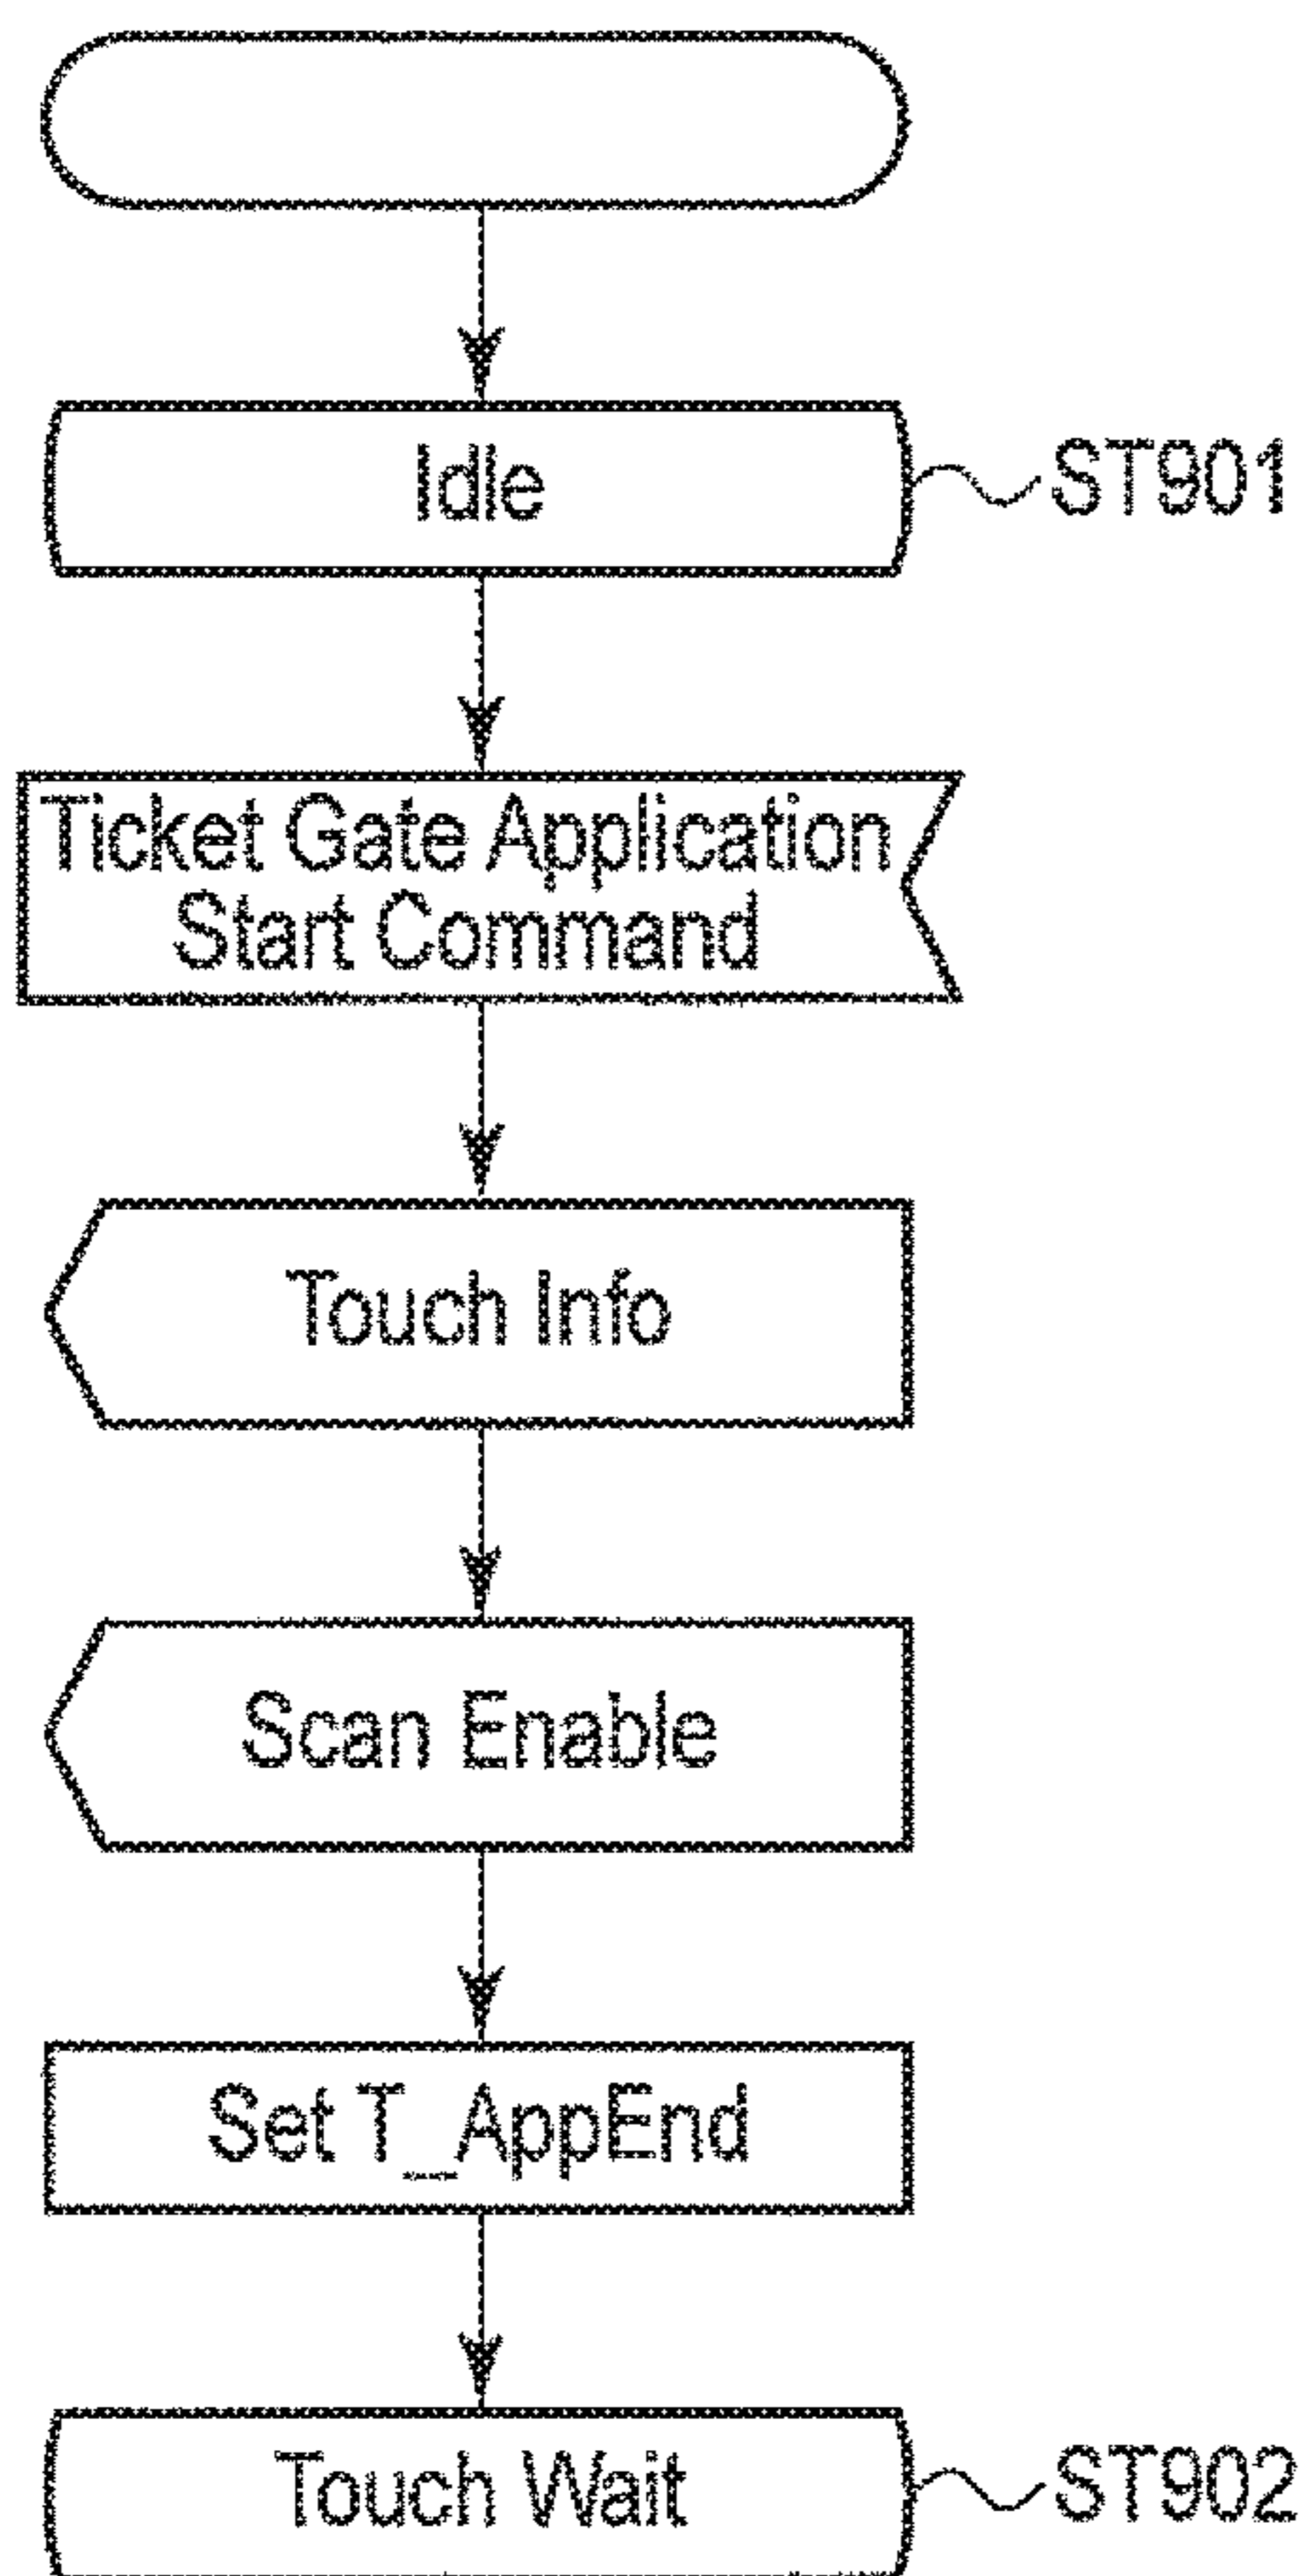 Idle
ST901
Ticket Gate Application
Start Command
Touch Info
Scan Enable
Set T_AppEnd
Touch Wait
ST902